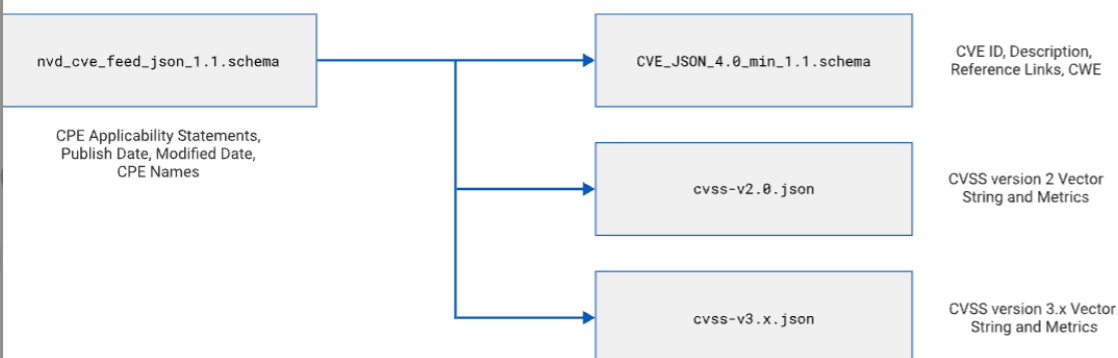 nvd_cve_feed_json_1.1.schema
CPE Applicability Statements,
Publish Date, Modified Date,
CPE Names
CVE_JSON_4.0_min_1.1.schema
CVE ID, Description,
Reference Links, CWE
cvss-v2.0.json
CVSS version 2 Vector
String and Metrics
cvss-v3.x.json
CVSS version 3.x Vector
String and Metrics